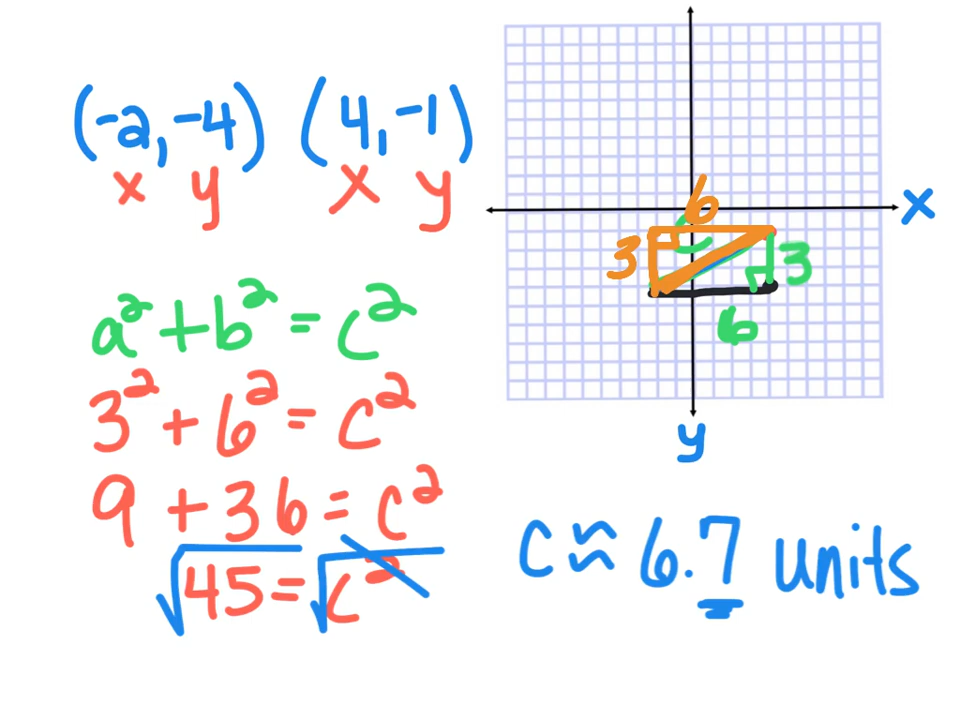 (-2, -4) (4, -1)
x y x y
a² + b² = c²
3² + 6² = c²
9 + 36 = c²
√45 = √c²
6
3
3
6
x
y
c ≈ 6.7 units